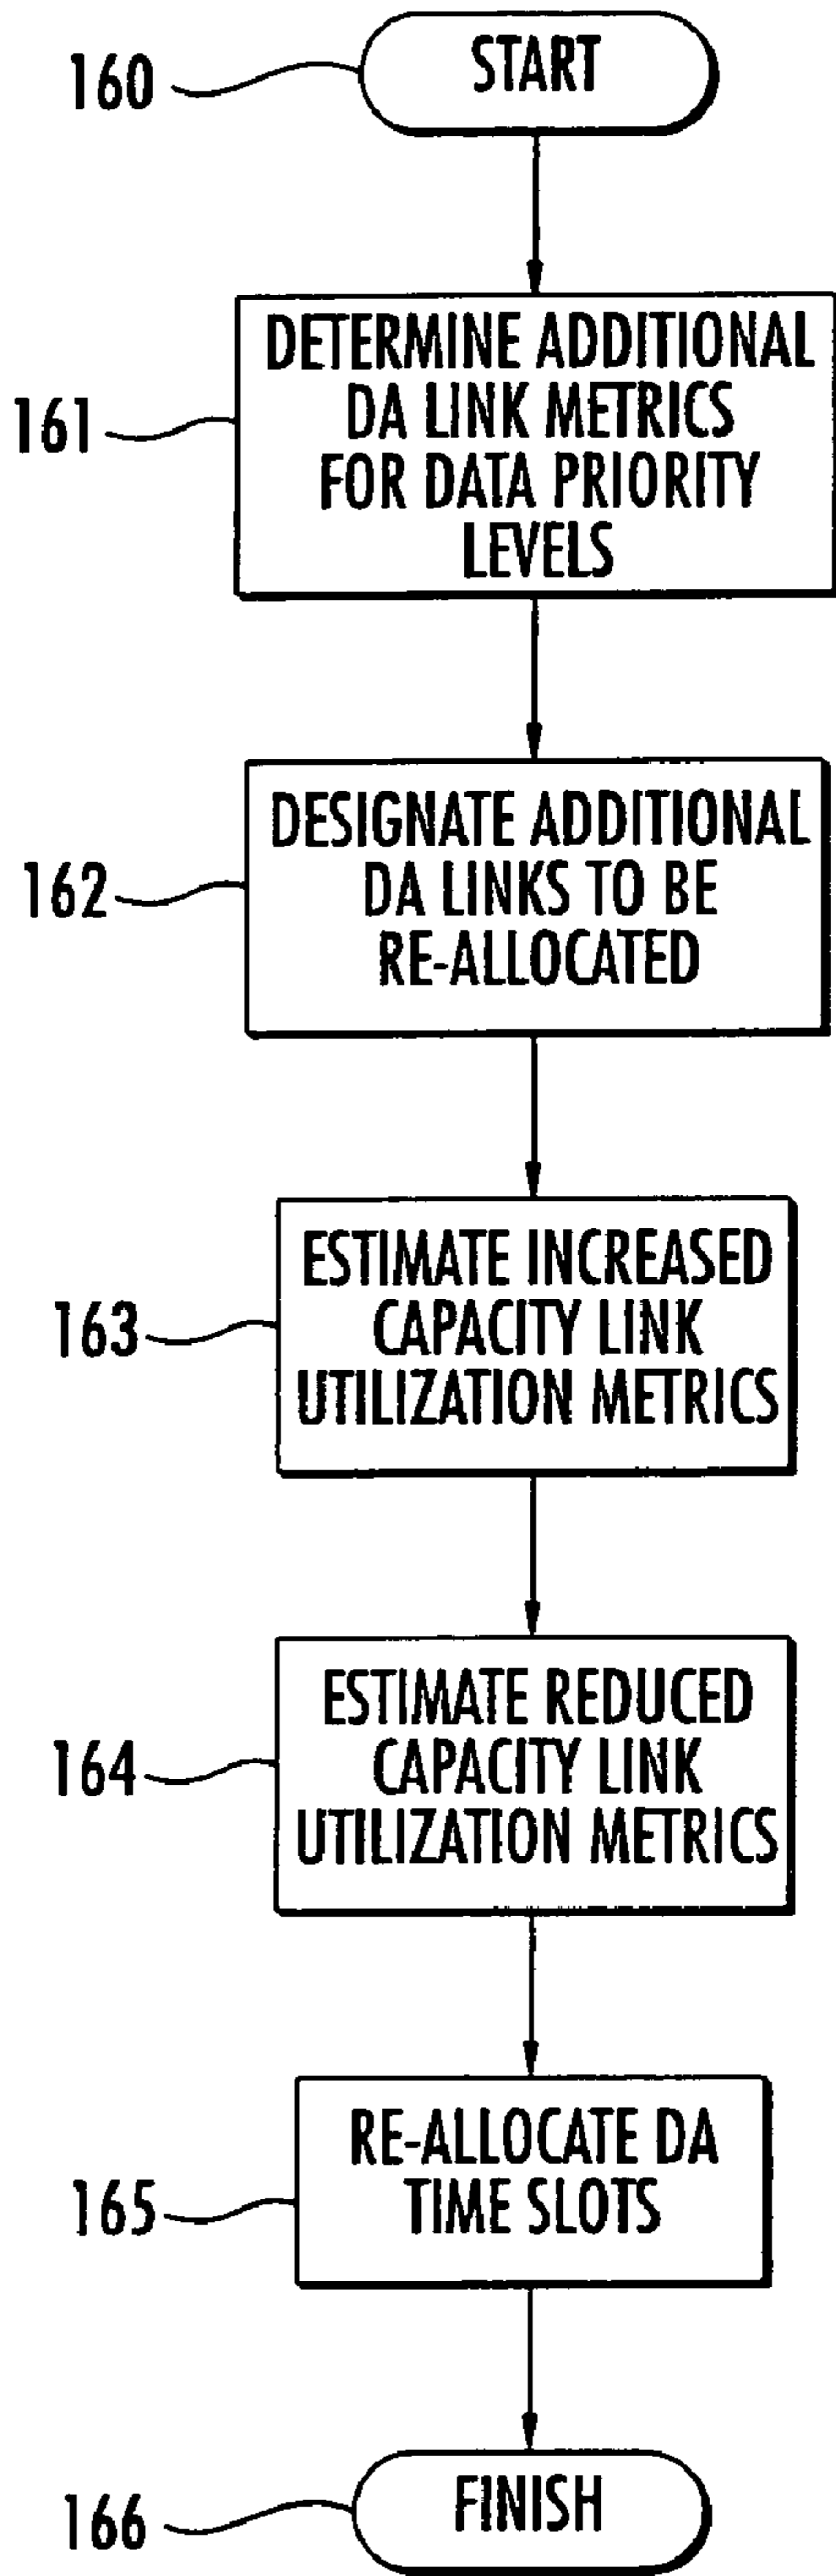 160
START
161
DETERMINE ADDITIONAL
DA LINK METRICS
FOR DATA PRIORITY
LEVELS
162
DESIGNATE ADDITIONAL
DA LINKS TO BE
RE-ALLOCATED
163
ESTIMATE INCREASED
CAPACITY LINK
UTILIZATION METRICS
164
ESTIMATE REDUCED
CAPACITY LINK
UTILIZATION METRICS
165
RE-ALLOCATE DA
TIME SLOTS
166
FINISH